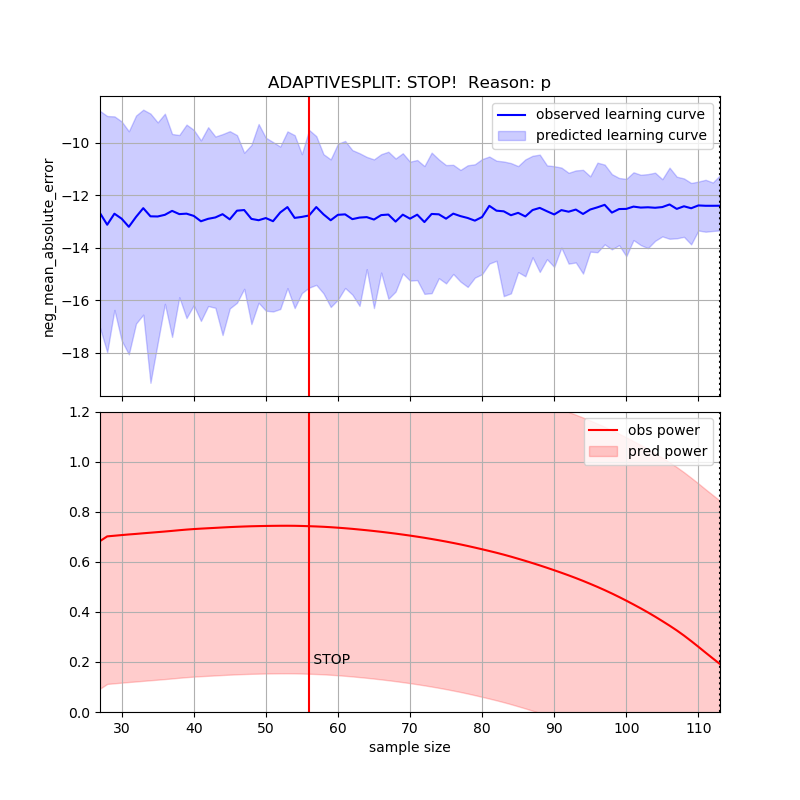 ADAPTIVESPLIT: STOP!  Reason: p
observed learning curve
predicted learning curve
neg_mean_absolute_error
−10
−12
−14
−16
−18
obs power
pred power
1.2
1.0
0.8
0.6
0.4
0.2
0.0
STOP
30 40 50 60 70 80 90 100 110
sample size